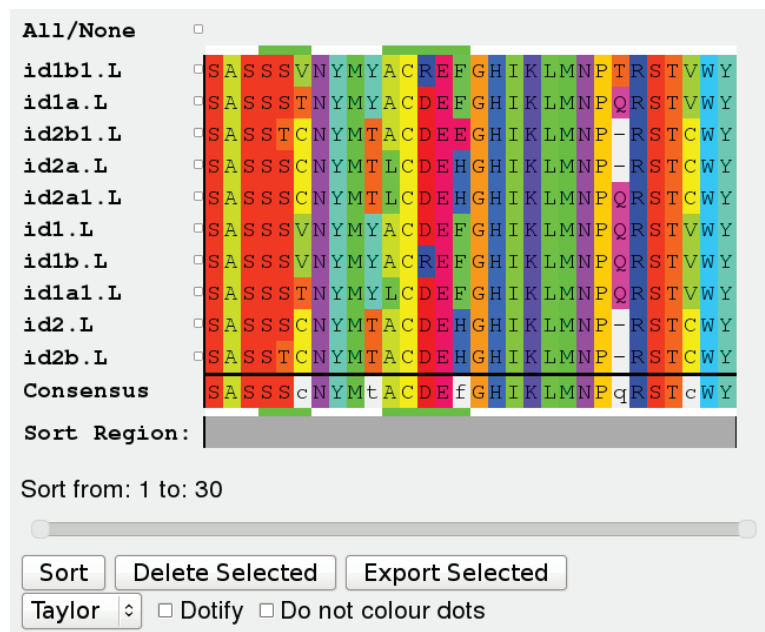 All/None
id1b1.L SASSSVNYMYACREFGHIKLMNPTRSTVWY
id1a.L SASSSTNYMYACDEFGHIKLMNPQRSTVWY
id2b1.L SASSTCNYMTACDEEGHIKLMNP-RSTCWY
id2a.L SASSSCNYMTLCDEHGHIKLMNP-RSTCWY
id2a1.L SASSSCNYMTLCDEHGHIKLMNPQRSTCWY
id1.L SASSSVNYMYACDEFGHIKLMNPQRSTVWY
id1b.L SASSSVNYMYACREFGHIKLMNPQRSTVWY
id1a1.L SASSSTNYMYLCDEFGHIKLMNPQRSTVWY
id2.L SASSSCNYMTACDEHGHIKLMNP-RSTCWY
id2b.L SASSTCNYMTACDEHGHIKLMNP-RSTCWY
Consensus SASSScNYMtACDEfGHIKLMNPqRSTcWY
Sort Region:
Sort from: 1 to: 30
Sort Delete Selected Export Selected
Taylor Dotify Do not colour dots